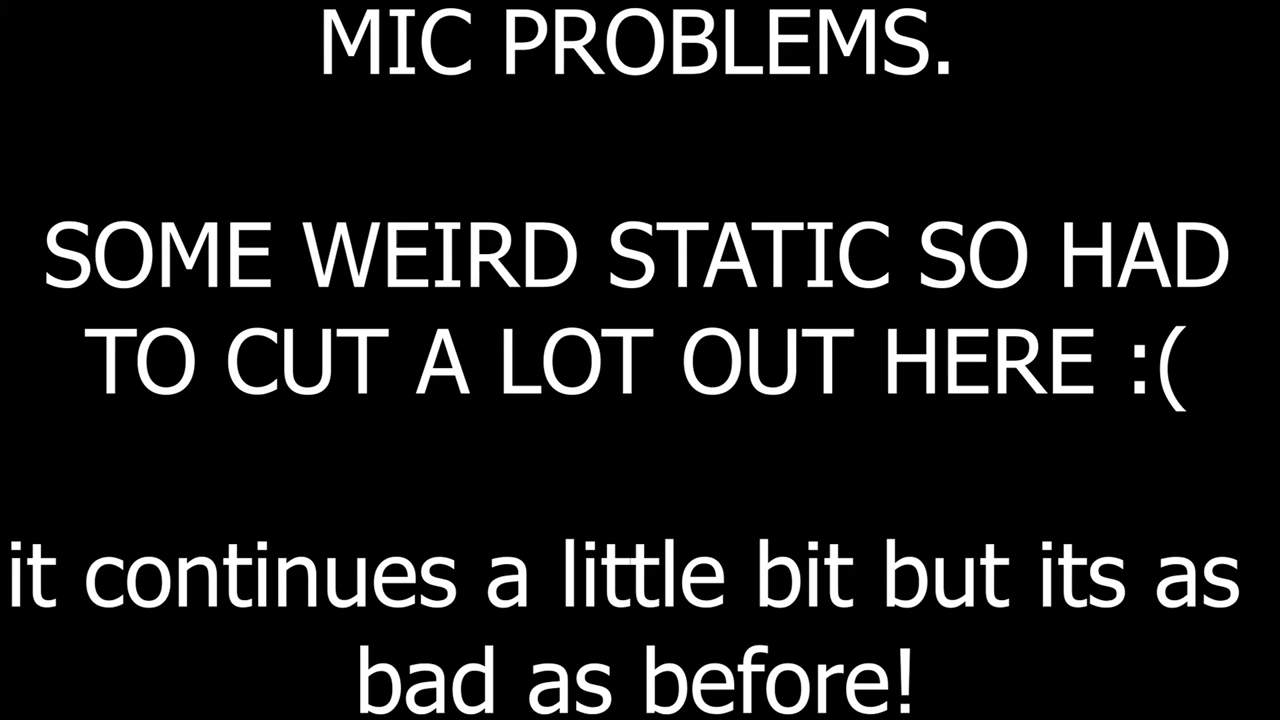 MIC PROBLEMS.
SOME WEIRD STATIC SO HAD
TO CUT A LOT OUT HERE :(
it continues a little bit but its as
bad as before!